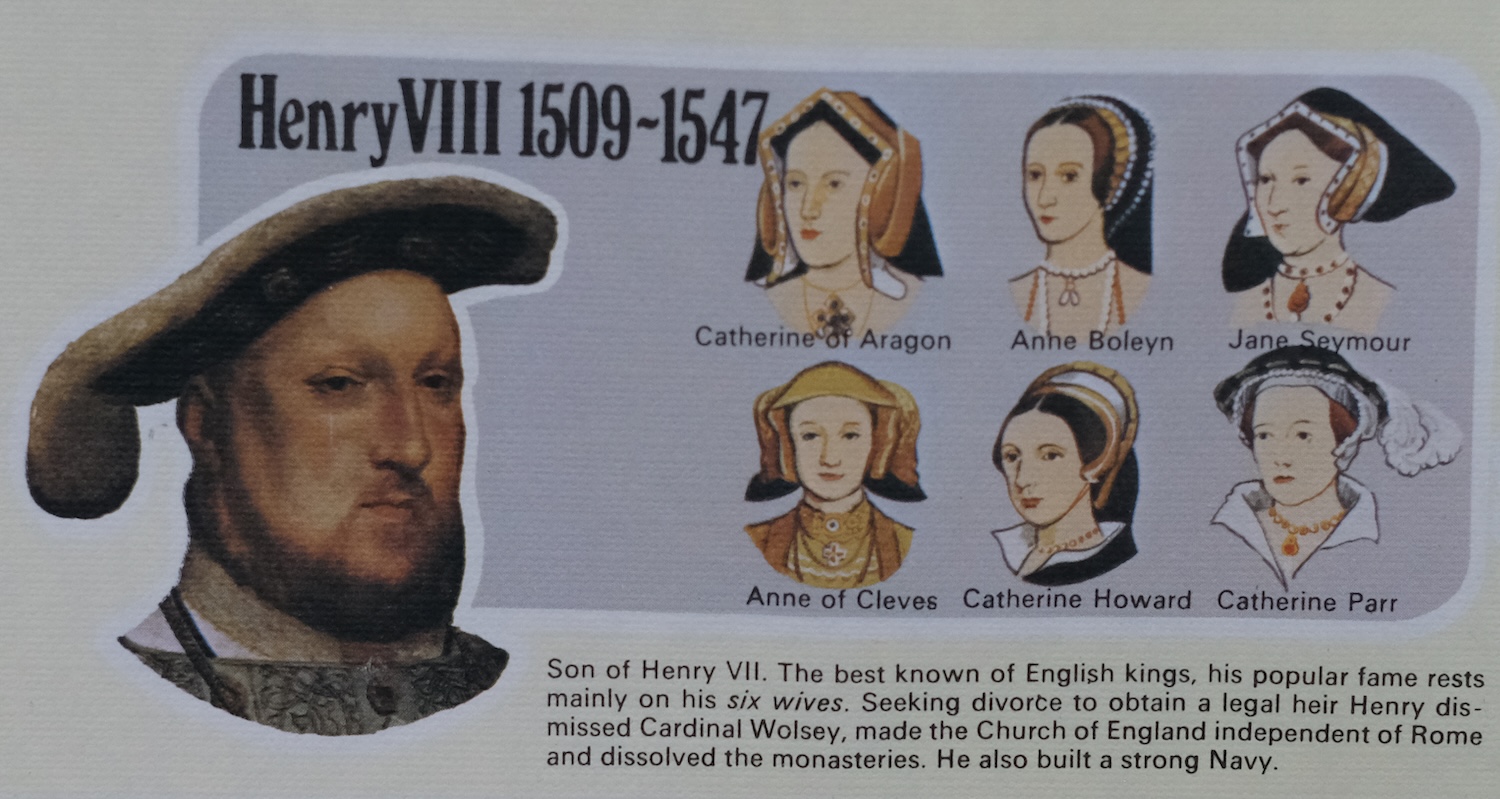 Henry VIII 1509~1547
Catherine of Aragon Anne Boleyn Jane Seymour
Anne of Cleves Catherine Howard Catherine Parr
Son of Henry VII. The best known of English kings, his popular fame rests
mainly on his six wives. Seeking divorce to obtain a legal heir Henry dis-
missed Cardinal Wolsey, made the Church of England independent of Rome
and dissolved the monasteries. He also built a strong Navy.